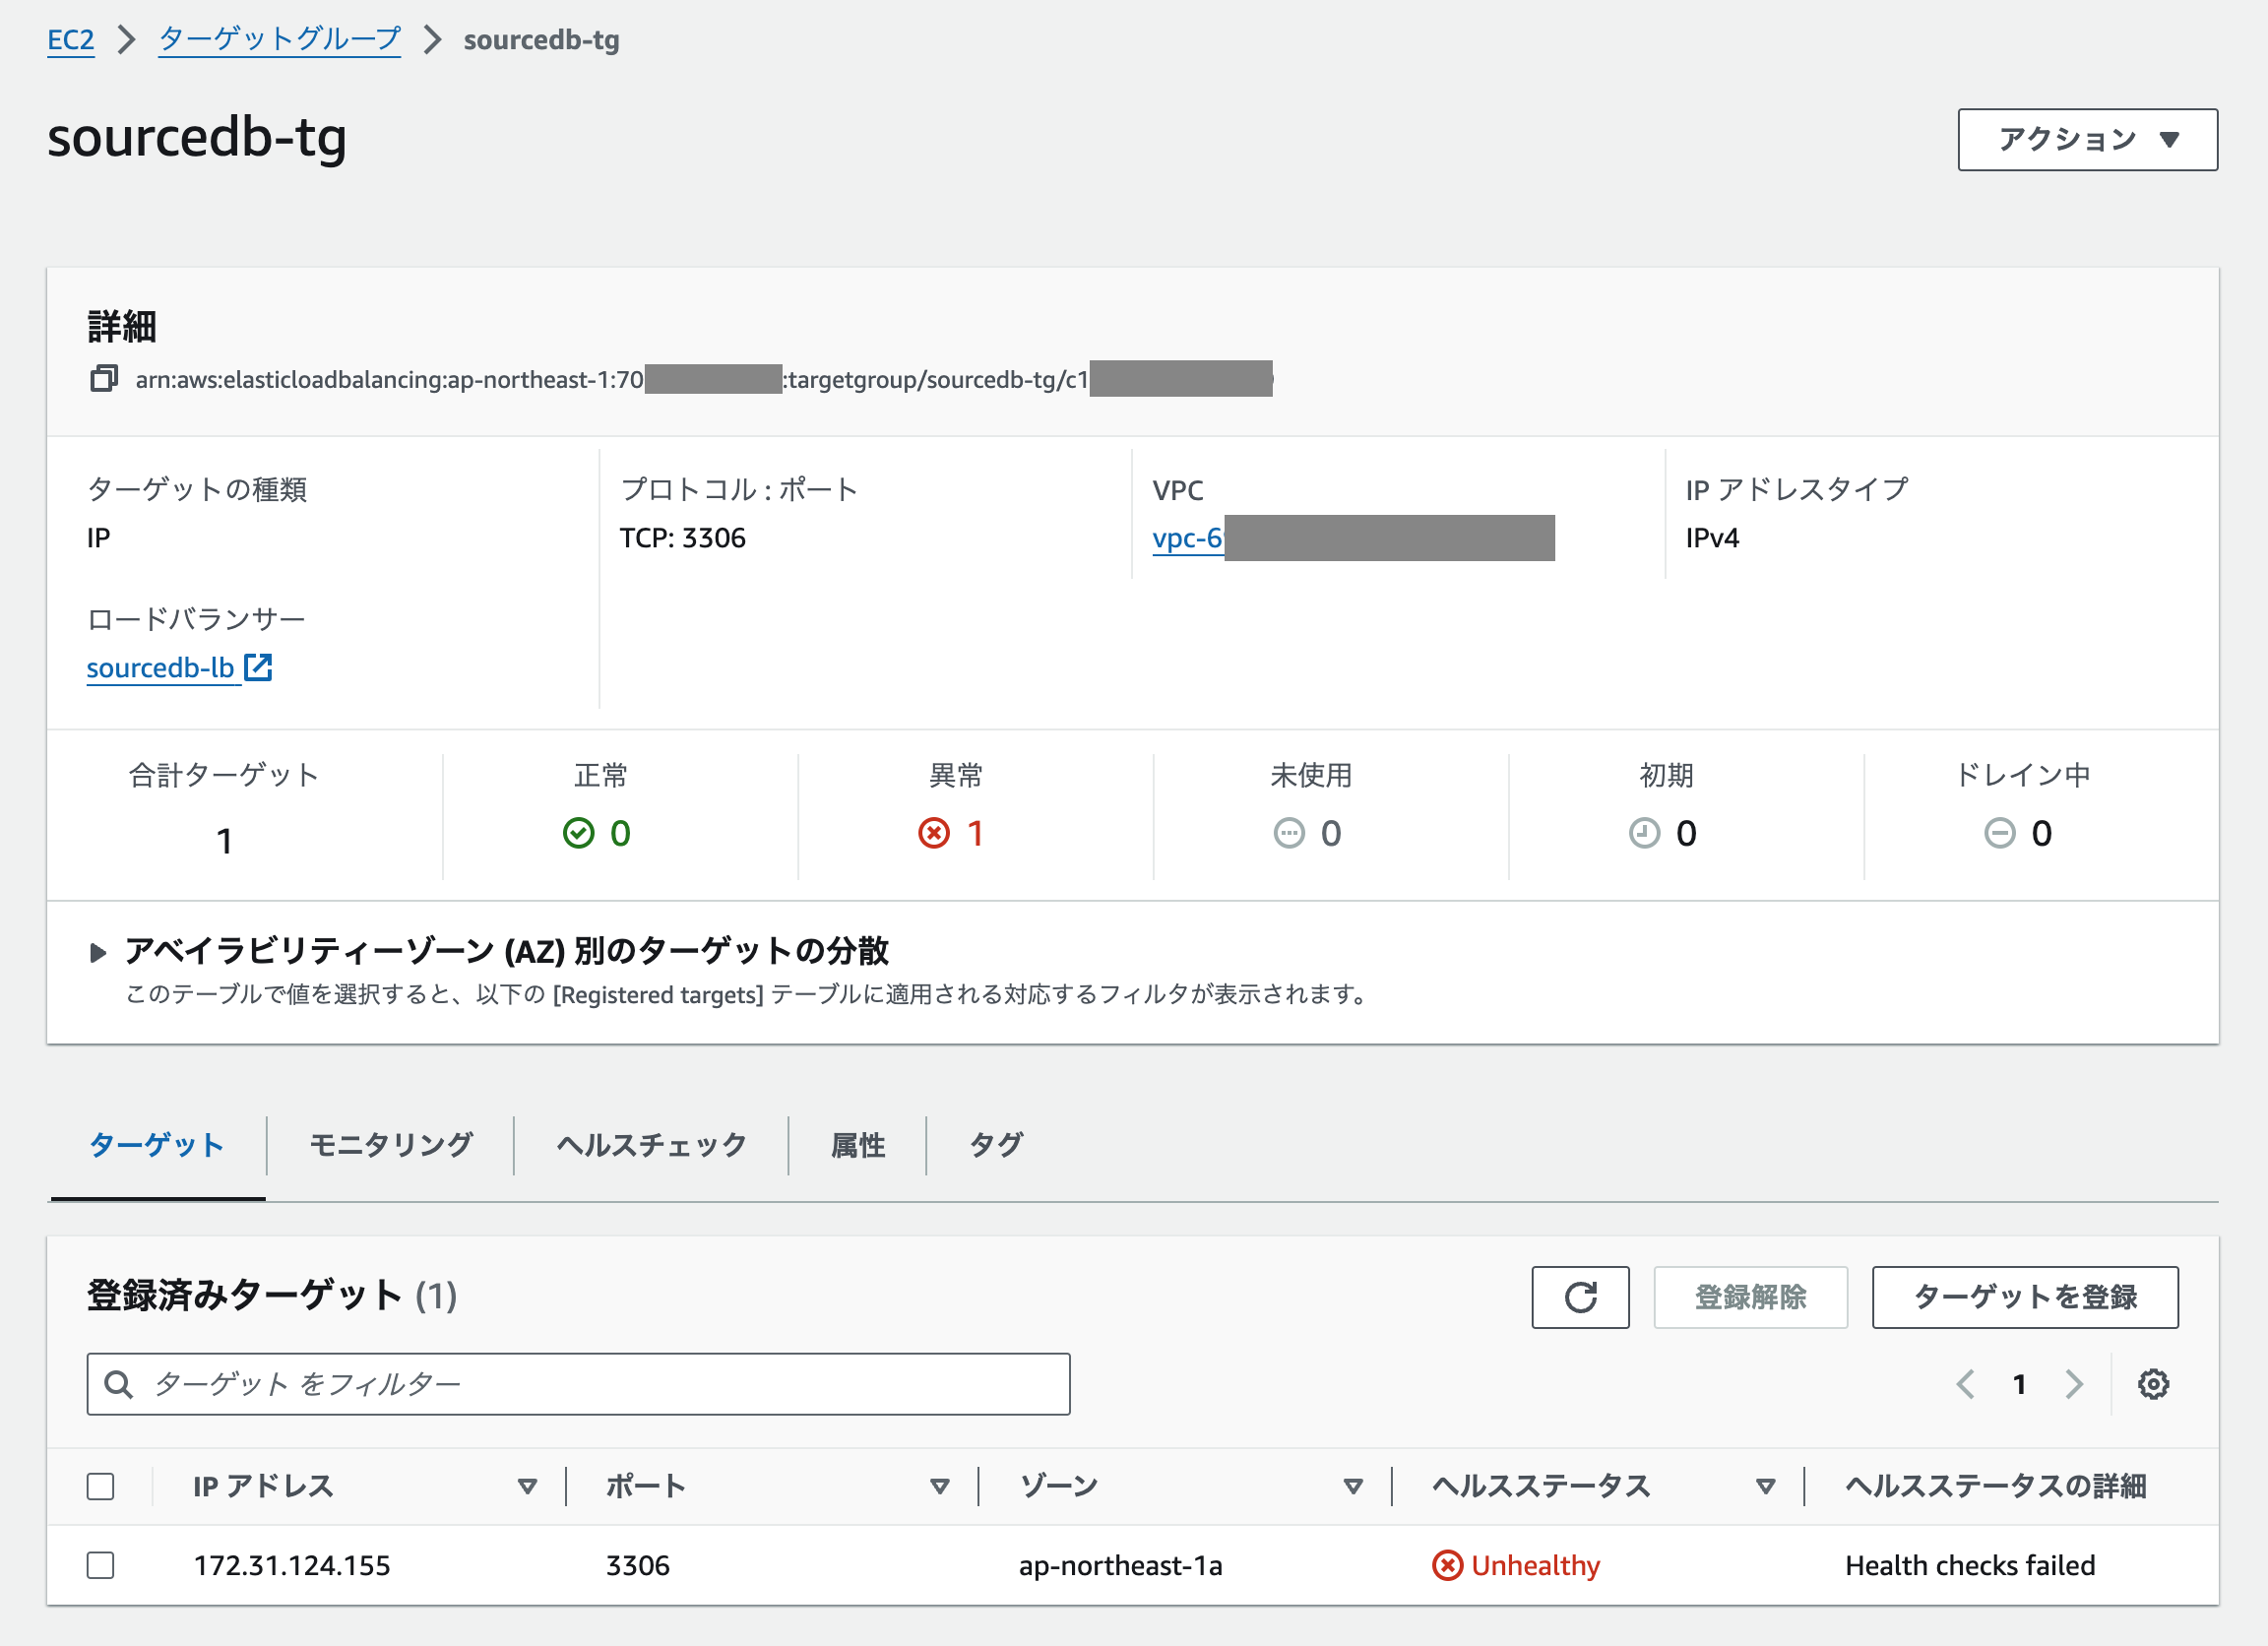 EC2 > ターゲットグループ > sourcedb-tg
sourcedb-tg
アクション
詳細
arn:aws:elasticloadbalancing:ap-northeast-1:70 :targetgroup/sourcedb-tg/c1
ターゲットの種類
IP
プロトコル : ポート
TCP: 3306
VPC
vpc-6
IP アドレスタイプ
IPv4
ロードバランサー
sourcedb-lb
合計ターゲット
1
正常
0
異常
1
未使用
0
初期
0
ドレイン中
0
アベイラビリティーゾーン (AZ) 別のターゲットの分散
このテーブルで値を選択すると、以下の [Registered targets] テーブルに適用される対応するフィルタが表示されます。
ターゲット
モニタリング
ヘルスチェック
属性
タグ
登録済みターゲット (1)
登録解除
ターゲットを登録
ターゲット をフィルター
1
IP アドレス
ポート
ゾーン
ヘルスステータス
ヘルスステータスの詳細
172.31.124.155
3306
ap-northeast-1a
Unhealthy
Health checks failed